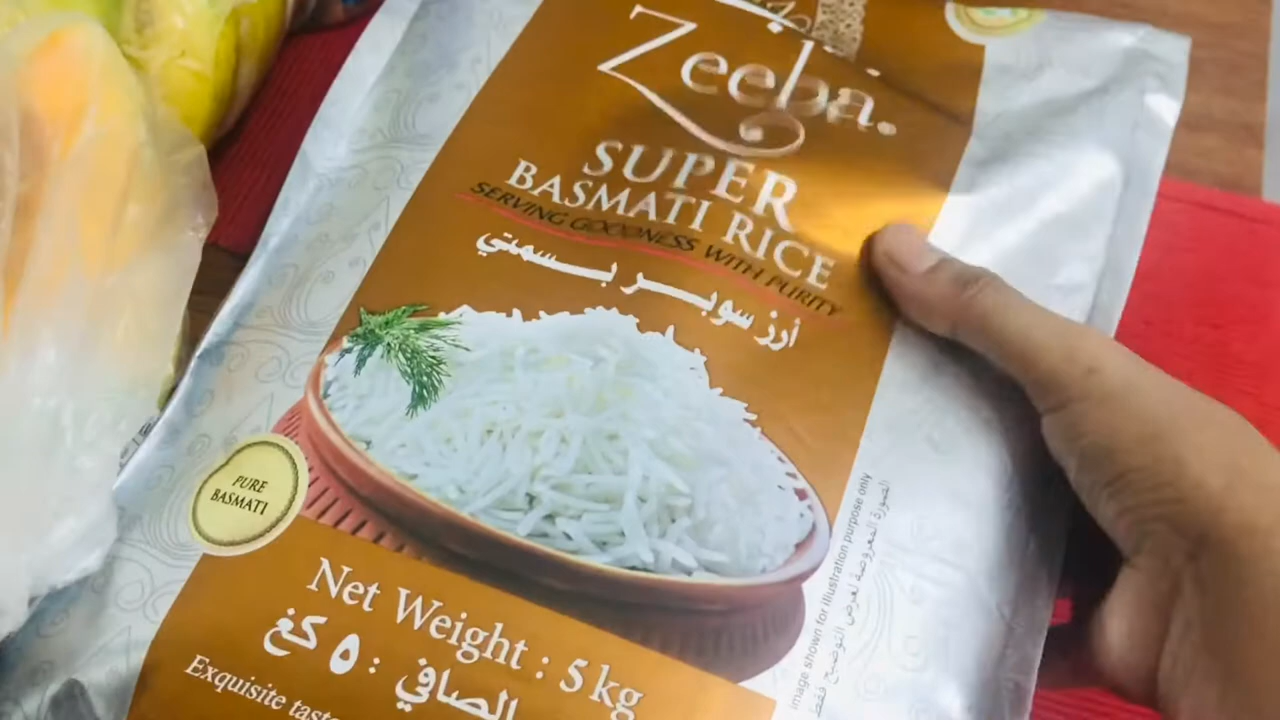 Zeeba.
SUPER
BASMATI RICE
SERVING GOODNESS WITH PURITY
أرز سوبر بسمتي
PURE
BASMATI
Net Weight : 5 kg
الصافي : ٥ كغ
Exquisite taste
Image shown for illustration purpose only
الصورة المعروضة لغرض التوضيح فقط